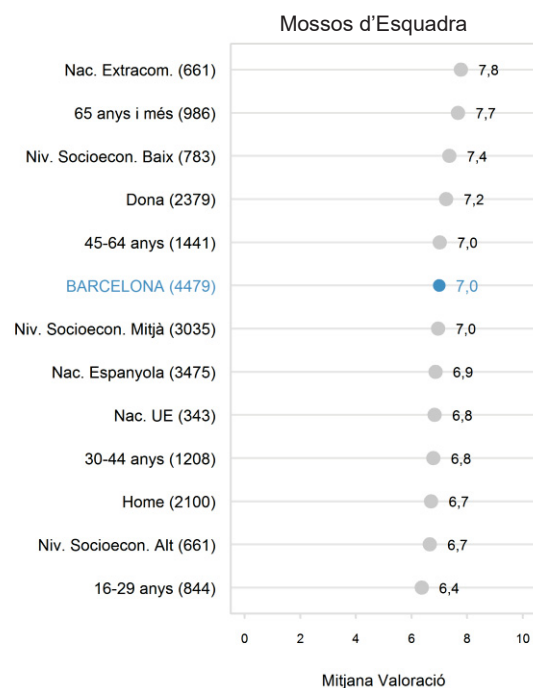 Mossos d’Esquadra
Nac. Extracom. (661) 7,8
65 anys i més (986) 7,7
Niv. Socioecon. Baix (783) 7,4
Dona (2379) 7,2
45-64 anys (1441) 7,0
BARCELONA (4479) 7,0
Niv. Socioecon. Mitjà (3035) 7,0
Nac. Espanyola (3475) 6,9
Nac. UE (343) 6,8
30-44 anys (1208) 6,8
Home (2100) 6,7
Niv. Socioecon. Alt (661) 6,7
16-29 anys (844) 6,4
0 2 4 6 8 10
Mitjana Valoració